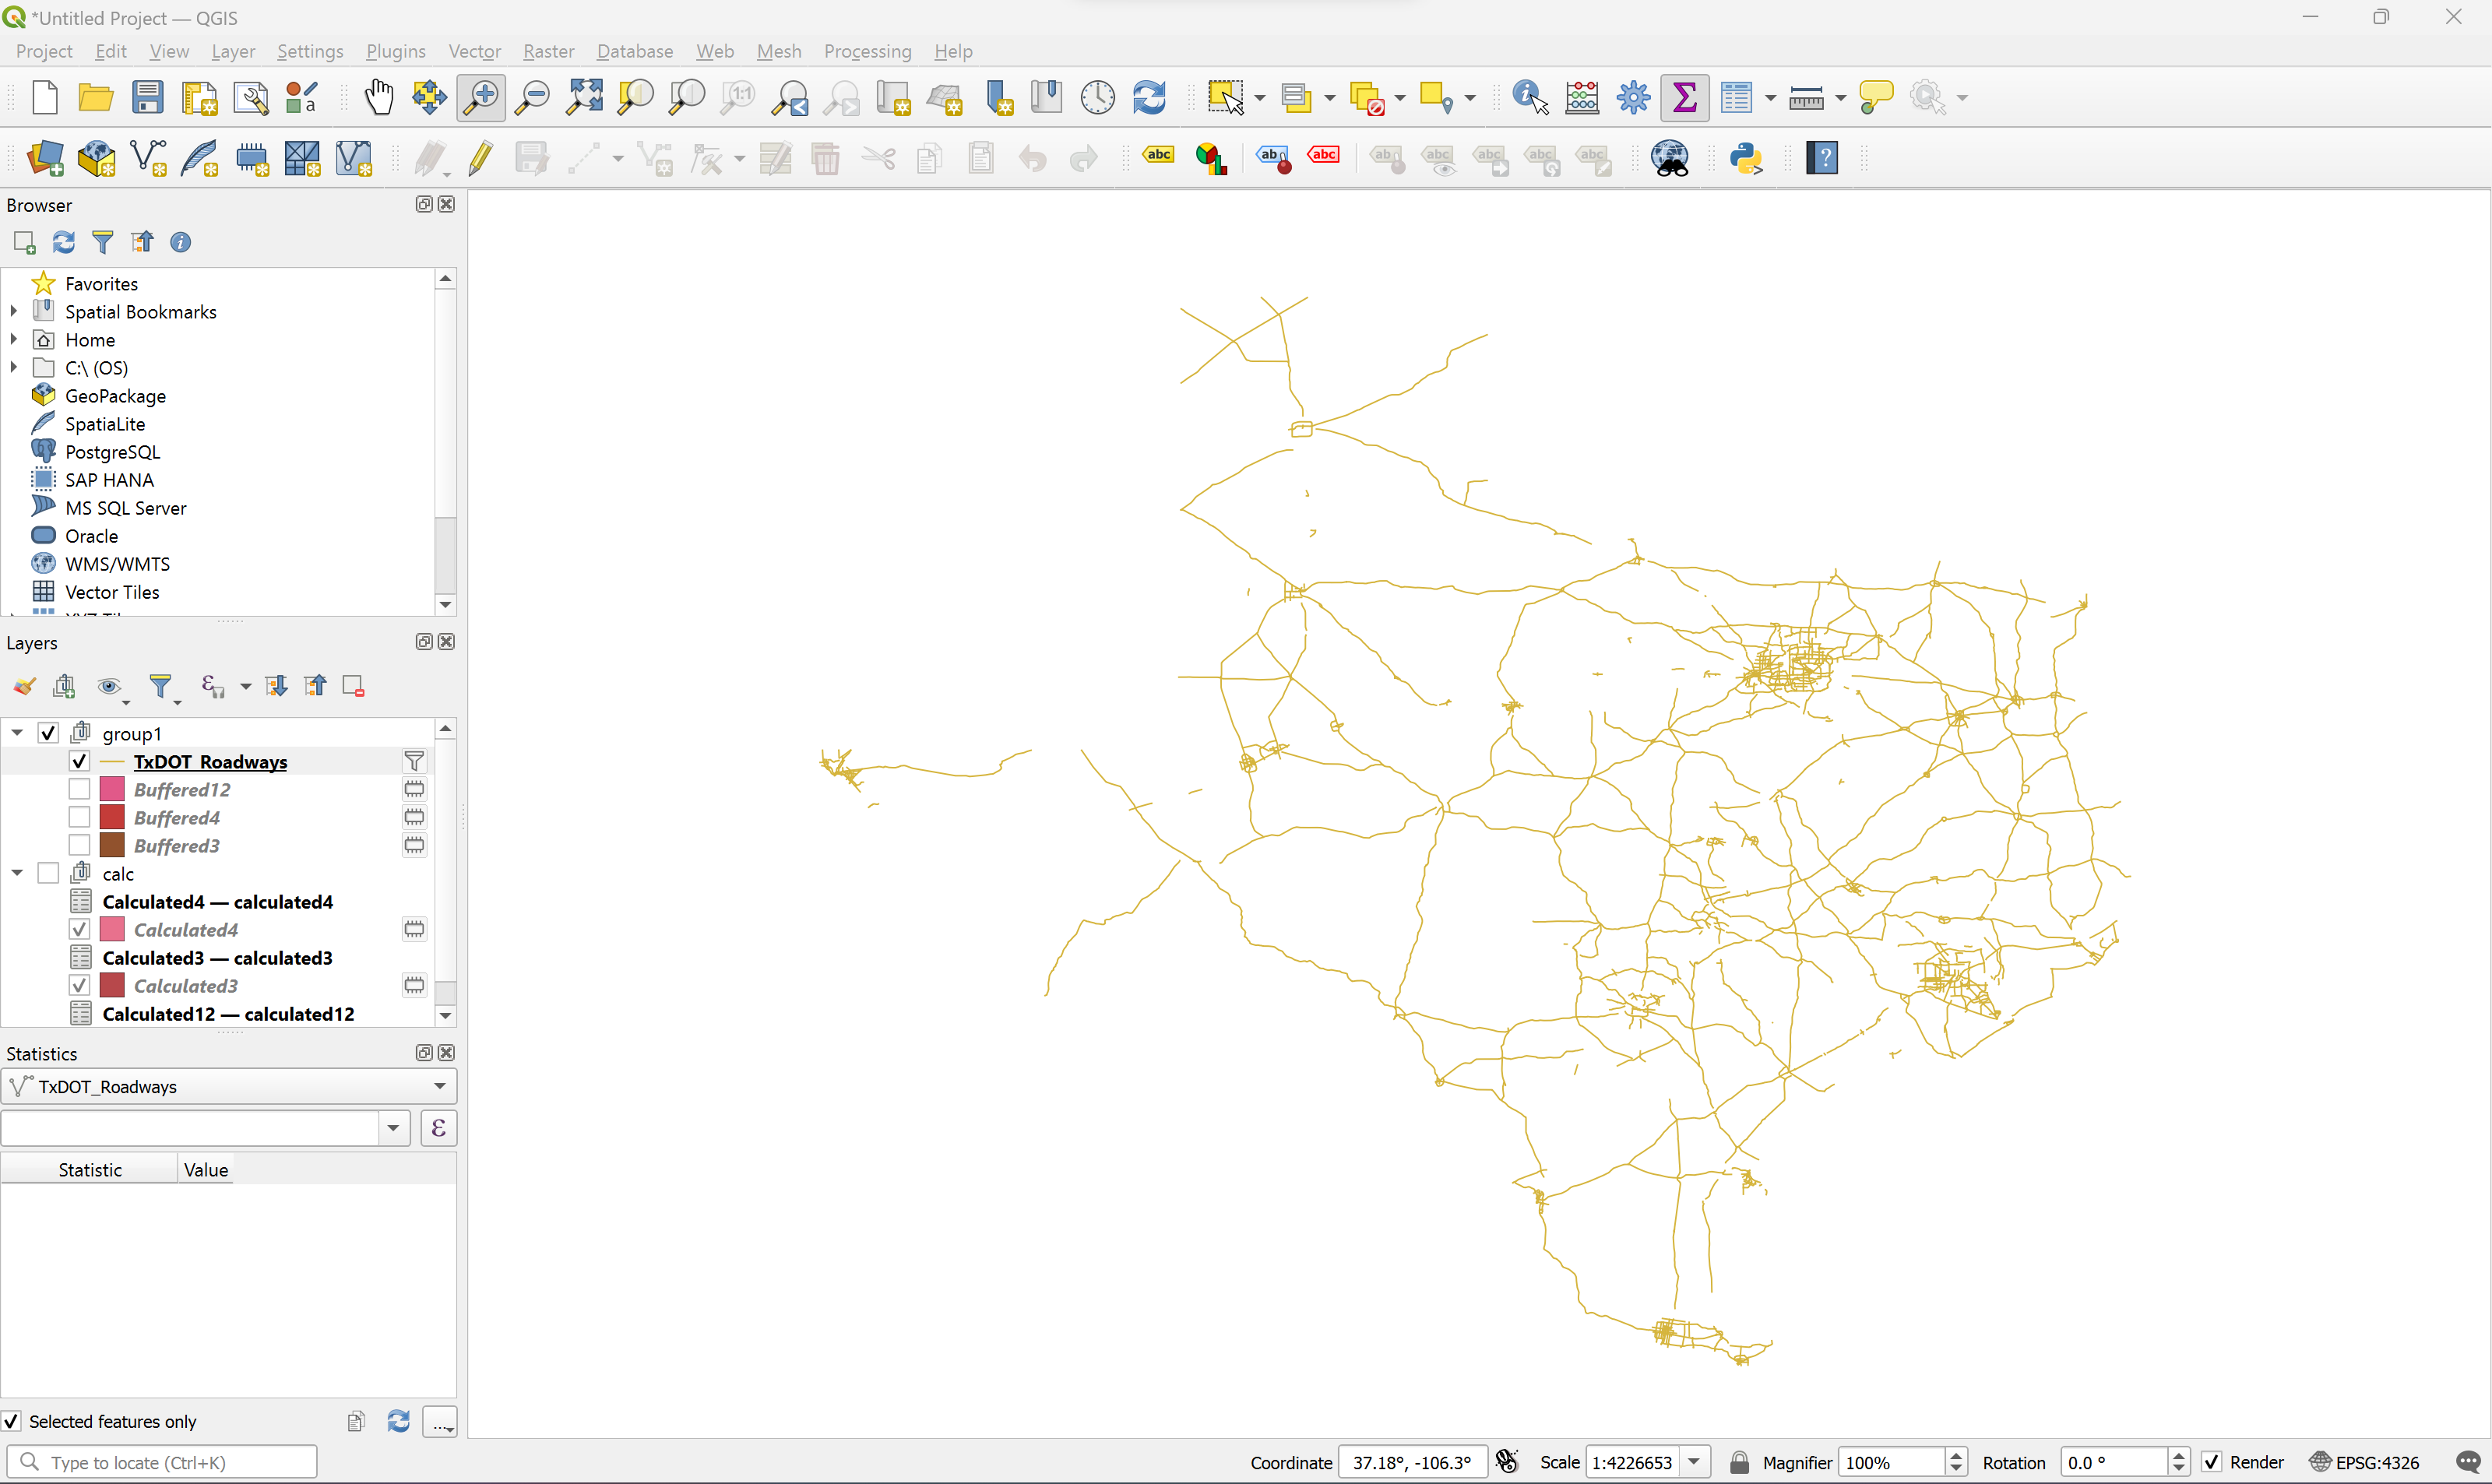 *Untitled Project — QGIS
Project Edit View Layer Settings Plugins Vector Raster Database Web Mesh Processing Help
Browser
Favorites
Spatial Bookmarks
Home
C:\ (OS)
GeoPackage
SpatiaLite
PostgreSQL
SAP HANA
MS SQL Server
Oracle
WMS/WMTS
Vector Tiles
Layers
group1
TxDOT_Roadways
Buffered12
Buffered4
Buffered3
calc
Calculated4 — calculated4
Calculated4
Calculated3 — calculated3
Calculated3
Calculated12 — calculated12
Statistics
TxDOT_Roadways
Statistic Value
Selected features only
Type to locate (Ctrl+K) Coordinate 37.18°, -106.3° Scale 1:4226653 Magnifier 100% Rotation 0.0 ° Render EPSG:4326